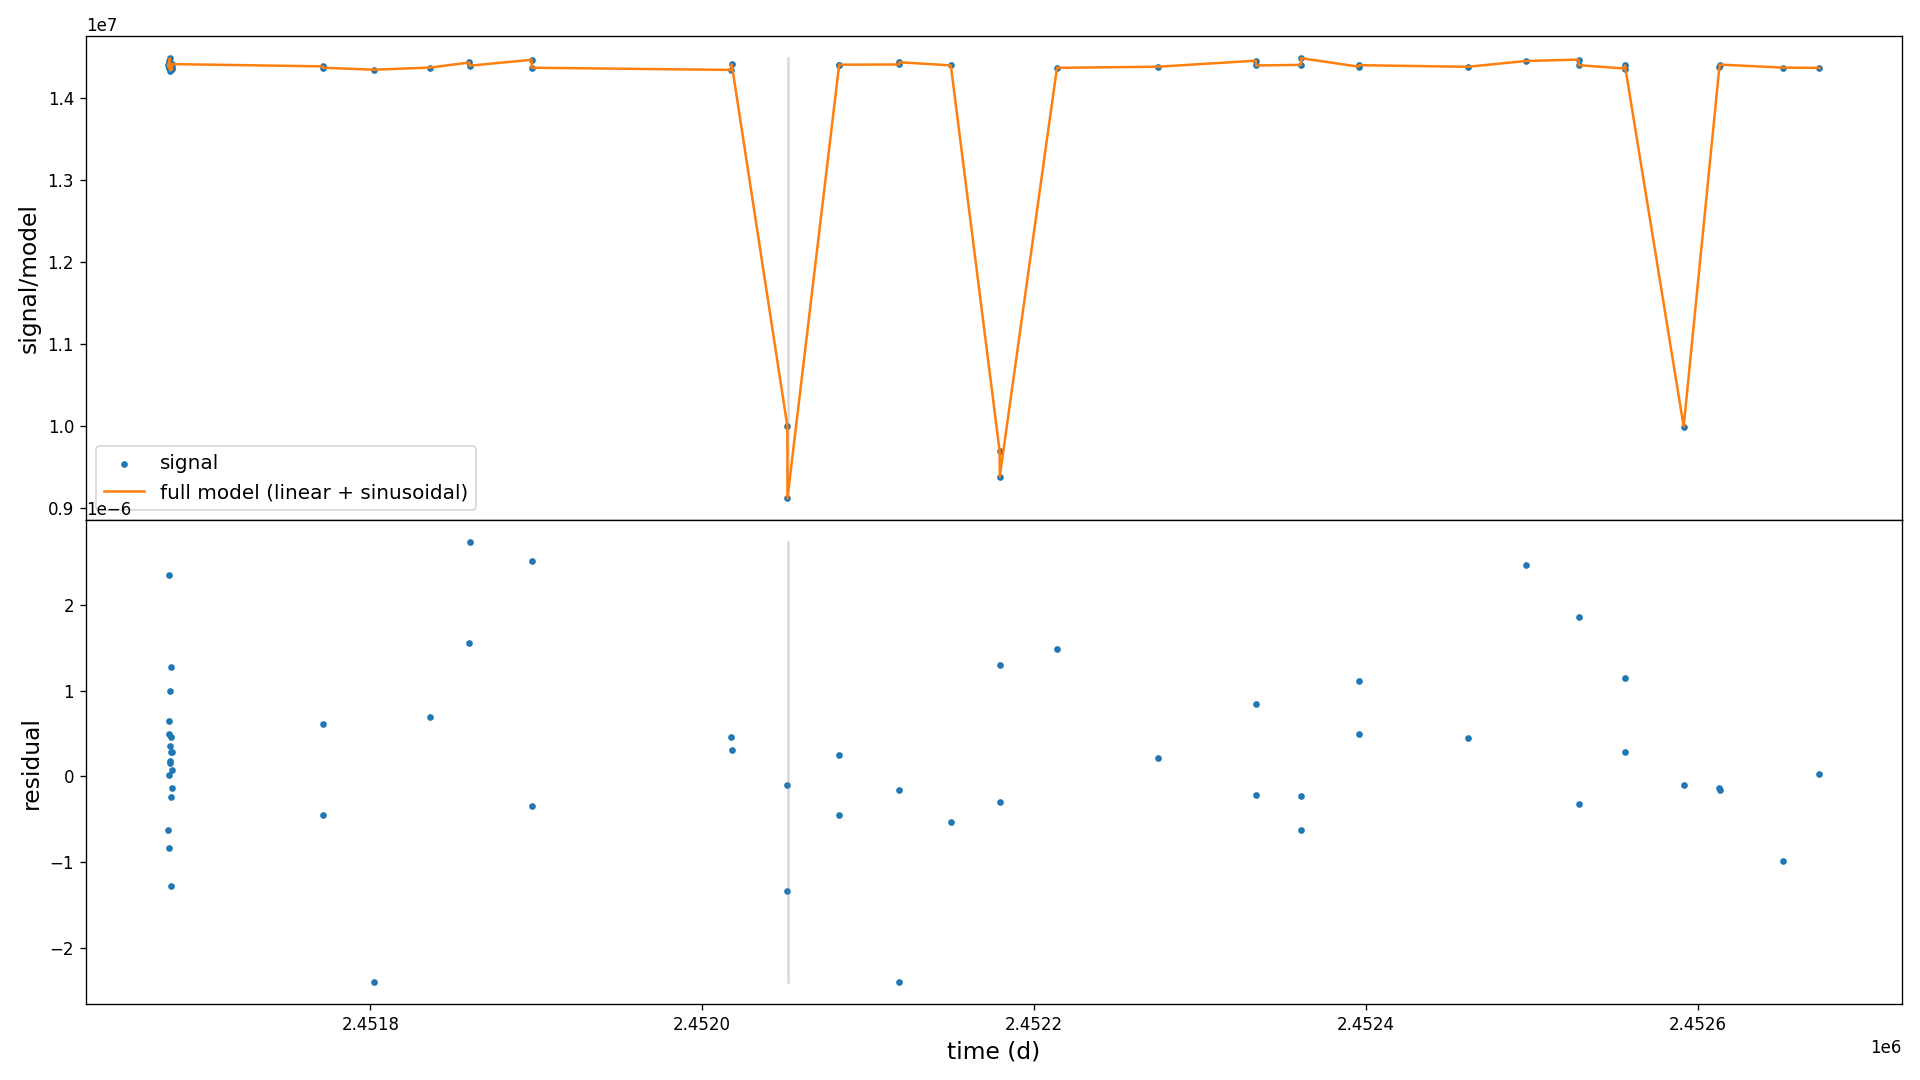 1e7
1.4
1.3
1.2
1.1
1.0
0.9
signal/model
signal
full model (linear + sinusoidal)
1e−6
2
1
0
−1
−2
residual
2.4518
2.4520
2.4522
2.4524
2.4526
time (d)
1e6